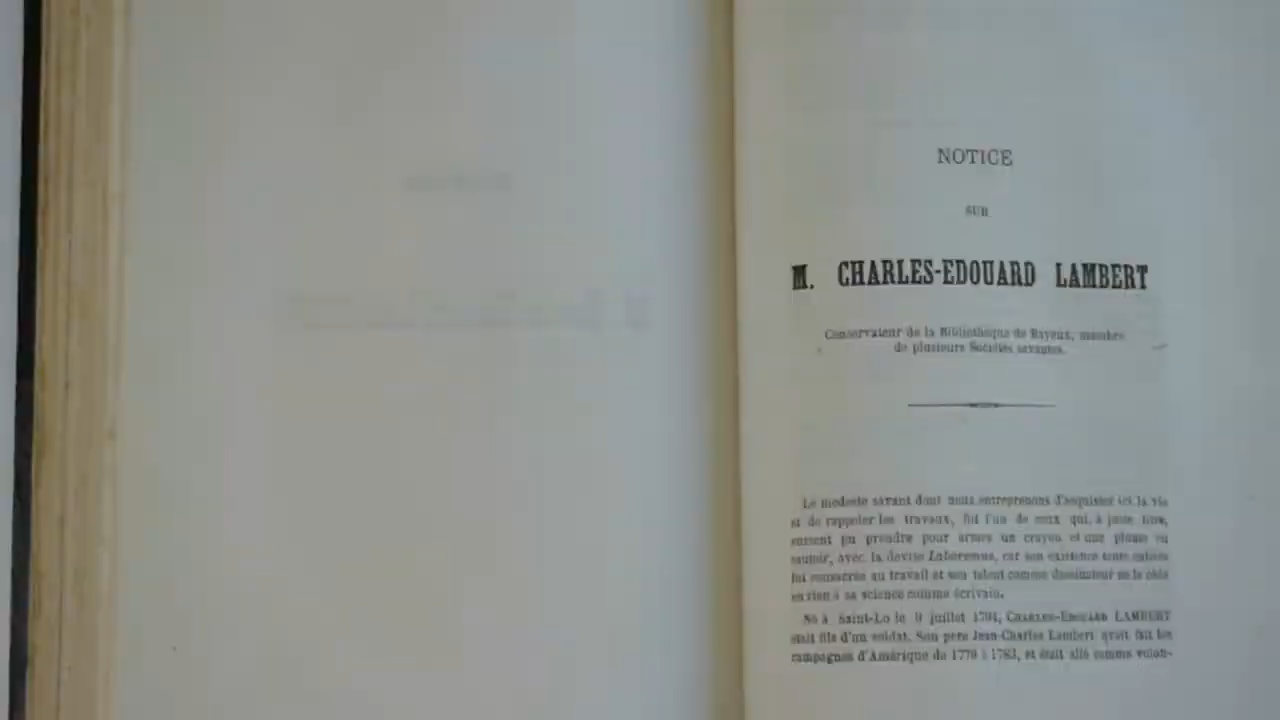 NOTICE
SUR
M. CHARLES-EDOUARD LAMBERT
Conservateur de la Bibliothèque de Bayeux, membre
de plusieurs Sociétés savantes.
Le modeste savant dont nous entreprenons d'esquisser ici la vie
et de rappeler les travaux, fut l'un de ceux qui, à juste titre,
eussent pu prendre pour armes un crayon et une plume en
sautoir, avec la devise Laboremus, car son existence toute entière
fut consacrée au travail et son talent comme dessinateur ne le céda
en rien à sa science comme écrivain.
Né à Saint-Lo le 9 juillet 1794, CHARLES-EDOUARD LAMBERT
était fils d'un soldat. Son père Jean-Charles Lambert avait fait les
campagnes d'Amérique de 1779 à 1783, et était allé comme volon-